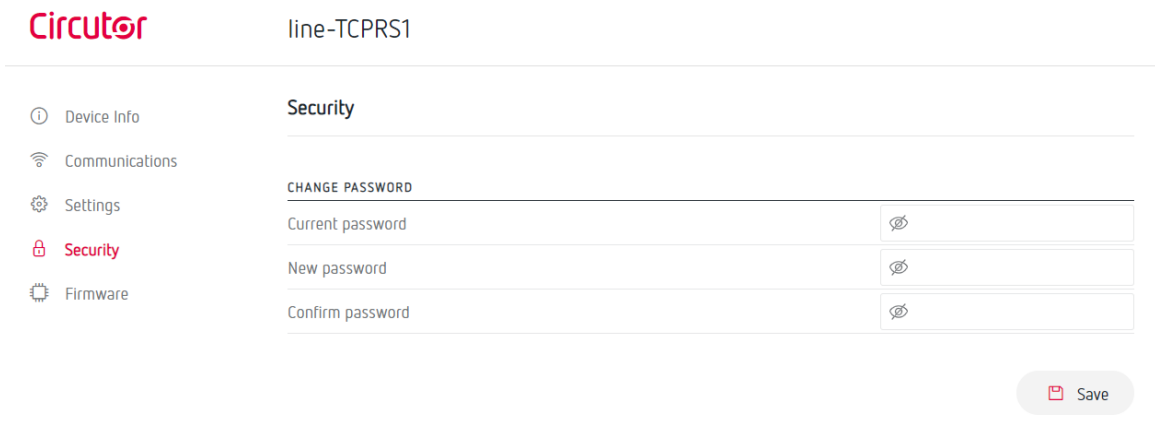 Circutor
line-TCPRS1
Device Info
Communications
Settings
Security
Firmware
Security
CHANGE PASSWORD
Current password
New password
Confirm password
Save